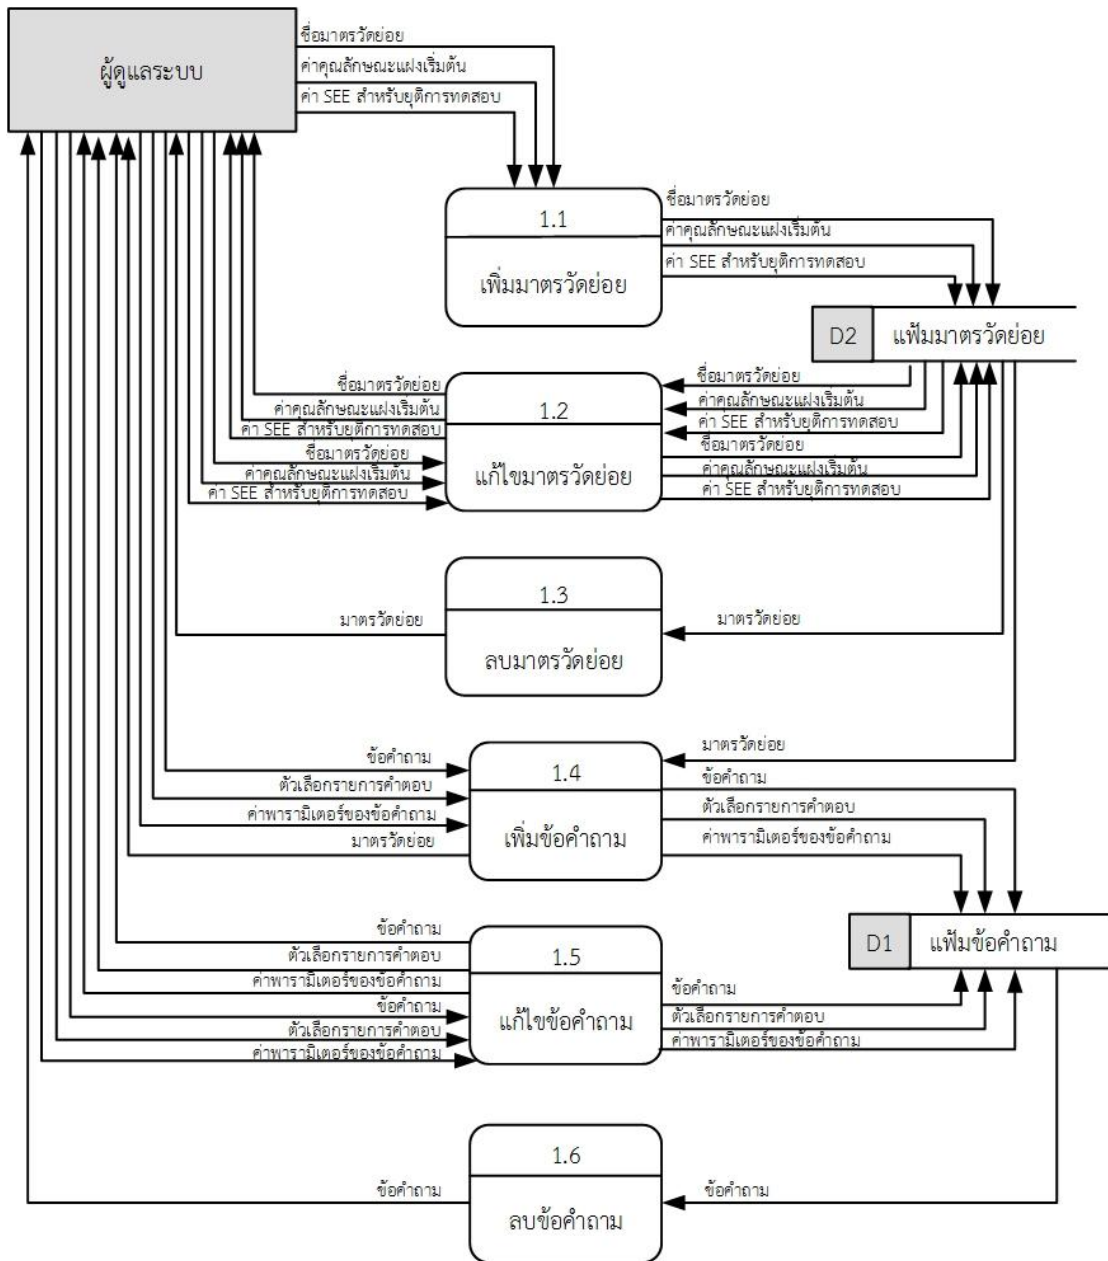 ผู้ดูแลระบบ
ชื่อมาตรวัดย่อย
ค่าคุณลักษณะแฝงเริ่มต้น
ค่า SEE สำหรับยุติการทดสอบ
1.1
เพิ่มมาตรวัดย่อย
ชื่อมาตรวัดย่อย
ค่าคุณลักษณะแฝงเริ่มต้น
ค่า SEE สำหรับยุติการทดสอบ
D2
แฟ้มมาตรวัดย่อย
ชื่อมาตรวัดย่อย
ค่าคุณลักษณะแฝงเริ่มต้น
ค่า SEE สำหรับยุติการทดสอบ
ชื่อมาตรวัดย่อย
ค่าคุณลักษณะแฝงเริ่มต้น
ค่า SEE สำหรับยุติการทดสอบ
1.2
แก้ไขมาตรวัดย่อย
ชื่อมาตรวัดย่อย
ค่าคุณลักษณะแฝงเริ่มต้น
ค่า SEE สำหรับยุติการทดสอบ
ชื่อมาตรวัดย่อย
ค่าคุณลักษณะแฝงเริ่มต้น
ค่า SEE สำหรับยุติการทดสอบ
มาตรวัดย่อย
1.3
ลบมาตรวัดย่อย
มาตรวัดย่อย
ข้อคำถาม
ตัวเลือกรายการคำตอบ
ค่าพารามิเตอร์ของข้อคำถาม
มาตรวัดย่อย
1.4
เพิ่มข้อคำถาม
มาตรวัดย่อย
ข้อคำถาม
ตัวเลือกรายการคำตอบ
ค่าพารามิเตอร์ของข้อคำถาม
D1
แฟ้มข้อคำถาม
ข้อคำถาม
ตัวเลือกรายการคำตอบ
ค่าพารามิเตอร์ของข้อคำถาม
ข้อคำถาม
ตัวเลือกรายการคำตอบ
ค่าพารามิเตอร์ของข้อคำถาม
1.5
แก้ไขข้อคำถาม
ข้อคำถาม
ตัวเลือกรายการคำตอบ
ค่าพารามิเตอร์ของข้อคำถาม
ข้อคำถาม
1.6
ลบข้อคำถาม
ข้อคำถาม